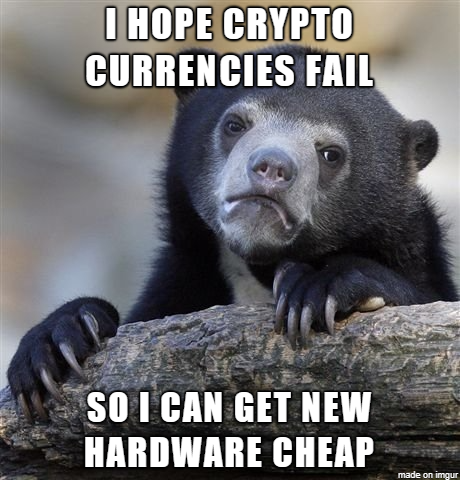 I HOPE CRYPTO
CURRENCIES FAIL
SO I CAN GET NEW
HARDWARE CHEAP
made on imgur